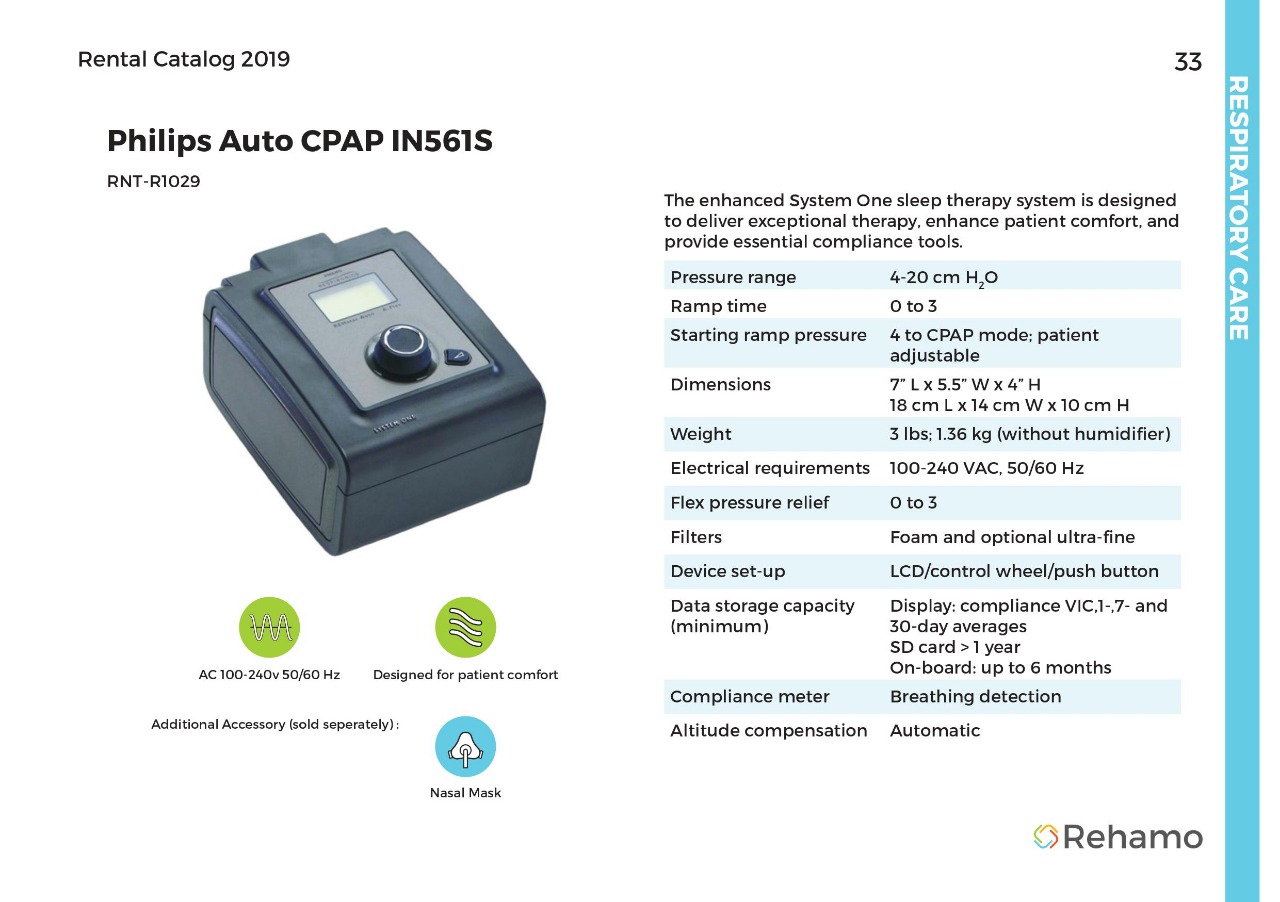 Rental Catalog 2019
33
RESPIRATORY CARE
Philips Auto CPAP IN561S
RNT-R1029
SYSTEM ONE
AC 100-240v 50/60 Hz
Designed for patient comfort
Additional Accessory (sold seperately) :
Nasal Mask
The enhanced System One sleep therapy system is designed
to deliver exceptional therapy, enhance patient comfort, and
provide essential compliance tools.
Pressure range 4-20 cm H₂O
Ramp time 0 to 3
Starting ramp pressure 4 to CPAP mode; patient
adjustable
Dimensions 7” L x 5.5” W x 4” H
18 cm L x 14 cm W x 10 cm H
Weight 3 lbs; 1.36 kg (without humidifier)
Electrical requirements 100-240 VAC, 50/60 Hz
Flex pressure relief 0 to 3
Filters Foam and optional ultra-fine
Device set-up LCD/control wheel/push button
Data storage capacity Display: compliance VIC,1-,7- and
(minimum) 30-day averages
SD card > 1 year
On-board: up to 6 months
Compliance meter Breathing detection
Altitude compensation Automatic
Rehamo